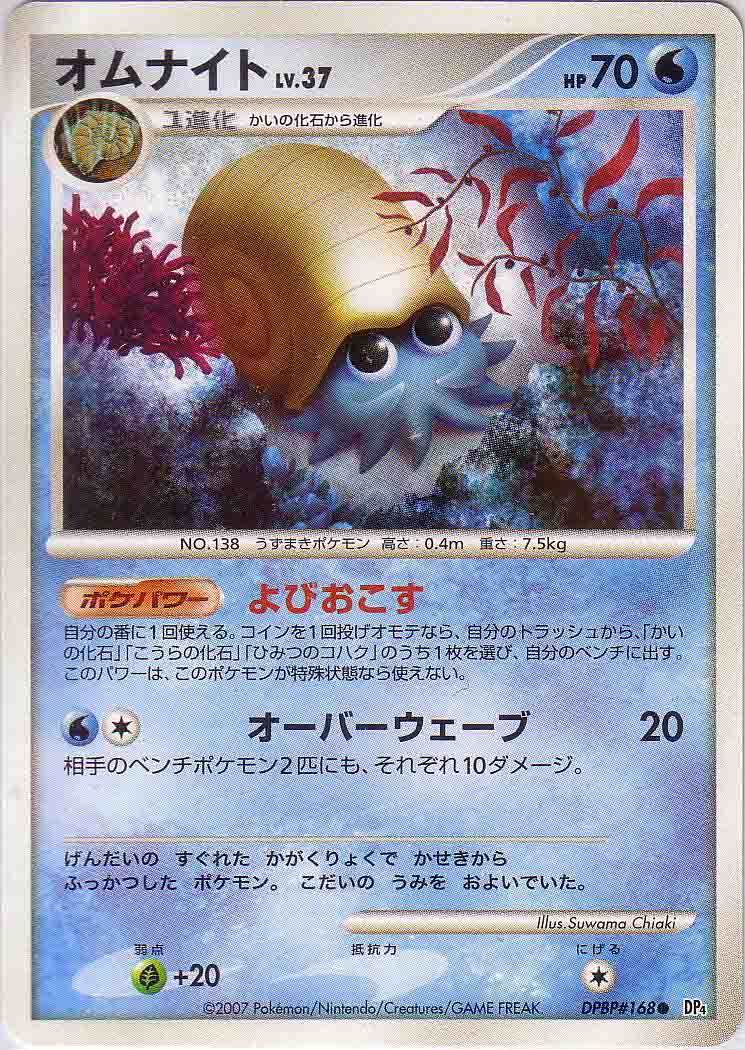 オムナイト LV.37 HP 70
1進化 かいの化石から進化
NO.138 うずまきポケモン 高さ：0.4m 重さ：7.5kg
ポケパワー よびおこす
自分の番に1回使える。コインを1回投げオモテなら、自分のトラッシュから、「かい
の化石」「こうらの化石」「ひみつのコハク」のうち1枚を選び、自分のベンチに出す。
このパワーは、このポケモンが特殊状態なら使えない。
オーバーウェーブ 20
相手のベンチポケモン2匹にも、それぞれ10ダメージ。
げんだいの すぐれた かがくりょくで かせきから
ふっかつした ポケモン。 こだいの うみを およいでいた。
Illus.Suwama Chiaki
弱点 抵抗力 にげる
+20
©2007 Pokémon/Nintendo/Creatures/GAME FREAK. DPBP#168 DP4